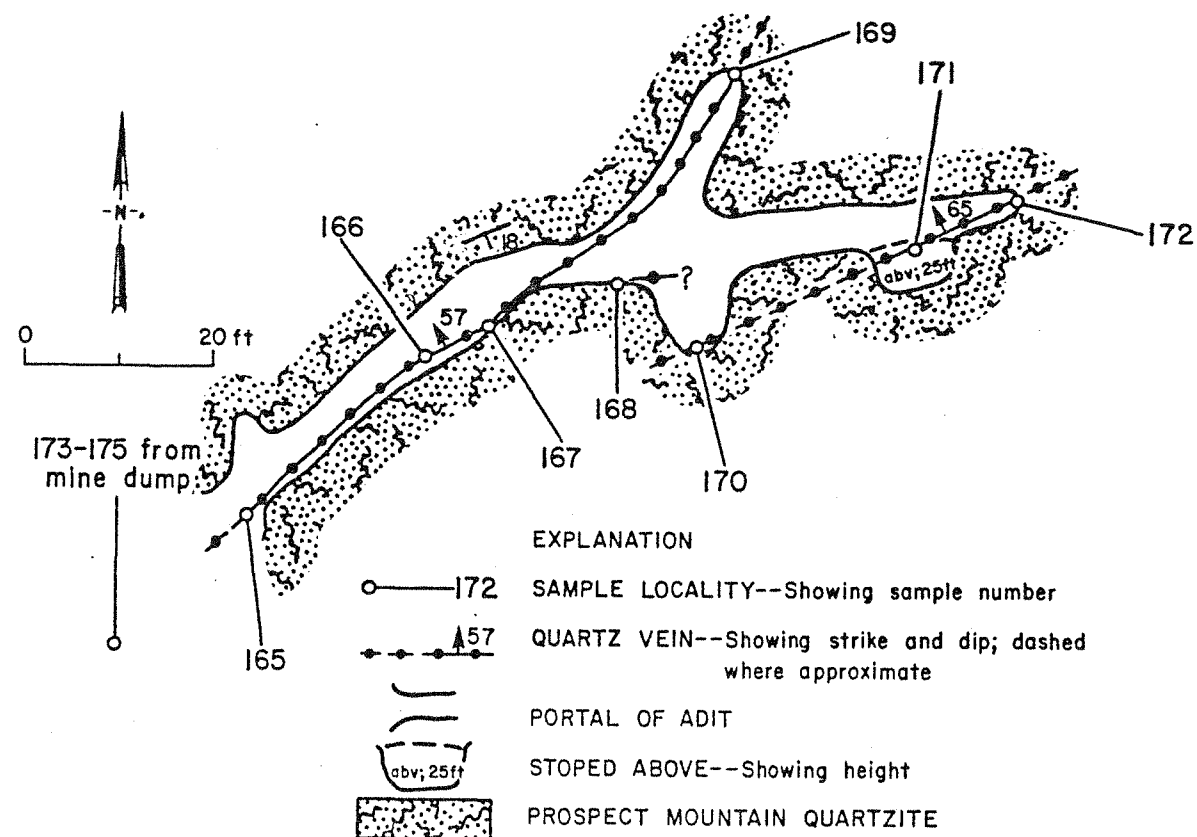 169
171
-N-
166
18
65
172
abv; 25ft
?
57
0 20 ft
168
173-175 from
mine dump
167
170
165
EXPLANATION
172 SAMPLE LOCALITY--Showing sample number
57 QUARTZ VEIN--Showing strike and dip; dashed
where approximate
PORTAL OF ADIT
abv; 25ft STOPED ABOVE--Showing height
PROSPECT MOUNTAIN QUARTZITE